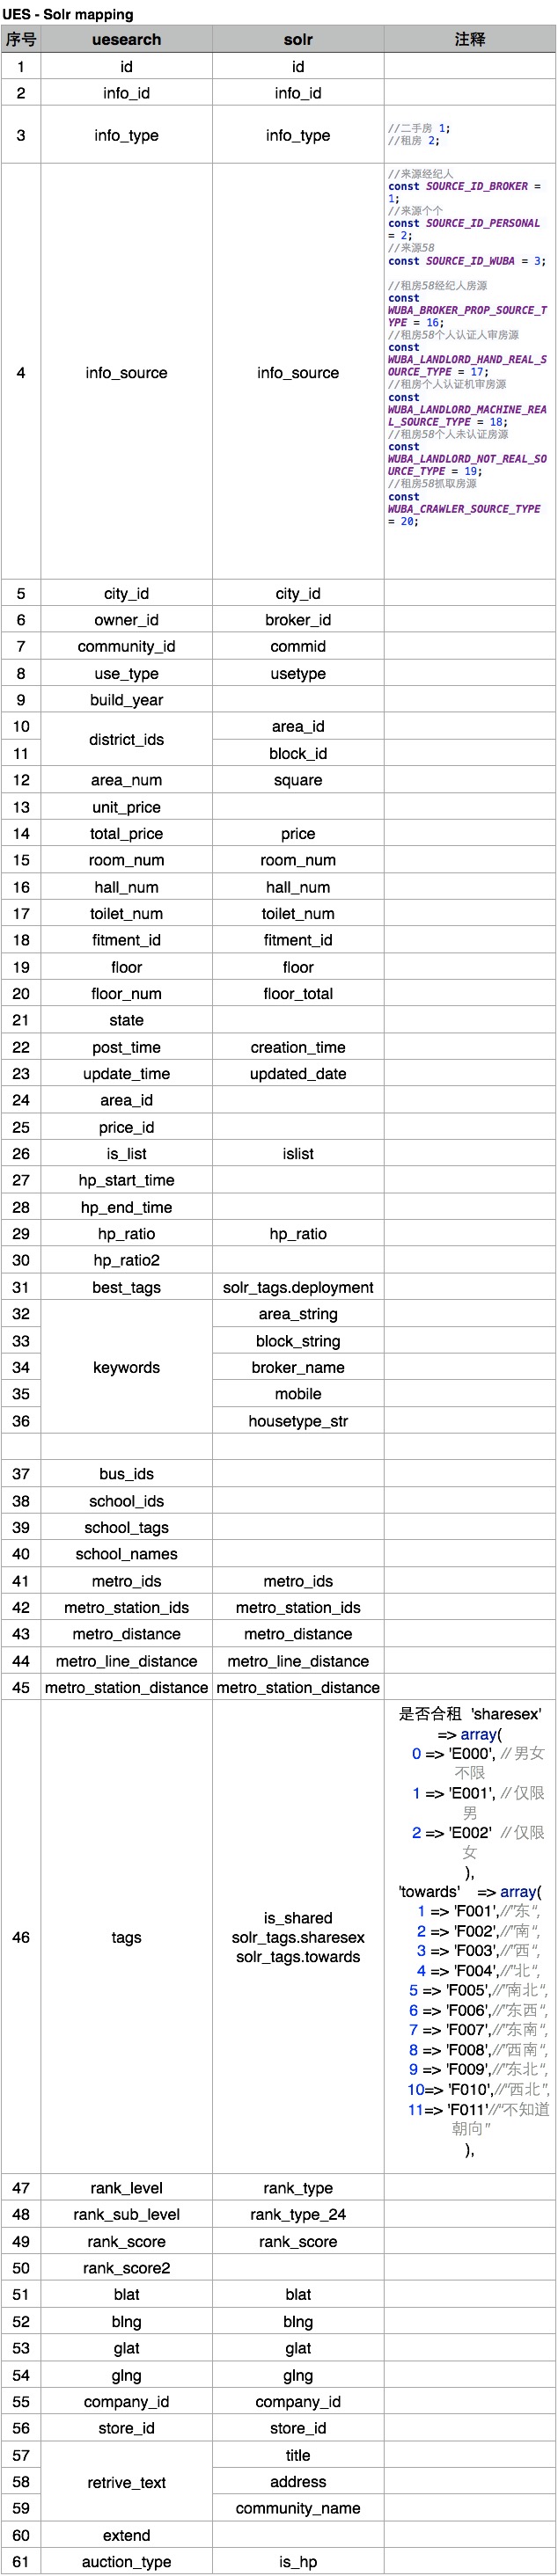 UES - Solr mapping
序号 uesearch solr 注释
1 id id
2 info_id info_id
3 info_type info_type
//二手房 1;
//租房 2;
4 info_source info_source
//来源经纪人
const SOURCE_ID_BROKER =
1;
//来源个个
const SOURCE_ID_PERSONAL
= 2;
//来源58
const SOURCE_ID_WUBA = 3;
//租房58经纪人房源
const
WUBA_BROKER_PROP_SOURCE_T
YPE = 16;
//租房58个人认证人审房源
const
WUBA_LANDLORD_HAND_REAL_S
OURCE_TYPE = 17;
//租房个人认证机审房源
const
WUBA_LANDLORD_MACHINE_REA
L_SOURCE_TYPE = 18;
//租房58个人未认证房源
const
WUBA_LANDLORD_NOT_REAL_SO
URCE_TYPE = 19;
//租房58抓取房源
const
WUBA_CRAWLER_SOURCE_TYPE
= 20;
5 city_id city_id
6 owner_id broker_id
7 community_id commid
8 use_type usetype
9 build_year
10 district_ids area_id
11 block_id
12 area_num square
13 unit_price
14 total_price price
15 room_num room_num
16 hall_num hall_num
17 toilet_num toilet_num
18 fitment_id fitment_id
19 floor floor
20 floor_num floor_total
21 state
22 post_time creation_time
23 update_time updated_date
24 area_id
25 price_id
26 is_list islist
27 hp_start_time
28 hp_end_time
29 hp_ratio hp_ratio
30 hp_ratio2
31 best_tags solr_tags.deployment
32 area_string
33 block_string
34 keywords broker_name
35 mobile
36 housetype_str
37 bus_ids
38 school_ids
39 school_tags
40 school_names
41 metro_ids metro_ids
42 metro_station_ids metro_station_ids
43 metro_distance metro_distance
44 metro_line_distance metro_line_distance
45 metro_station_distance metro_station_distance
46 tags
is_shared
solr_tags.sharesex
solr_tags.towards
是否合租 'sharesex'
=> array(
0 => 'E000', // 男女
不限
1 => 'E001', // 仅限
男
2 => 'E002' // 仅限
女
),
'towards' => array(
1 => 'F001',//"东",
2 => 'F002',//"南",
3 => 'F003',//"西",
4 => 'F004',//"北",
5 => 'F005',//"南北",
6 => 'F006',//"东西",
7 => 'F007',//"东南",
8 => 'F008',//"西南",
9 => 'F009',//"东北",
10=> 'F010',//"西北",
11=> 'F011'//"不知道
朝向"
),
47 rank_level rank_type
48 rank_sub_level rank_type_24
49 rank_score rank_score
50 rank_score2
51 blat blat
52 blng blng
53 glat glat
54 glng glng
55 company_id company_id
56 store_id store_id
57 title
58 retrive_text address
59 community_name
60 extend
61 auction_type is_hp